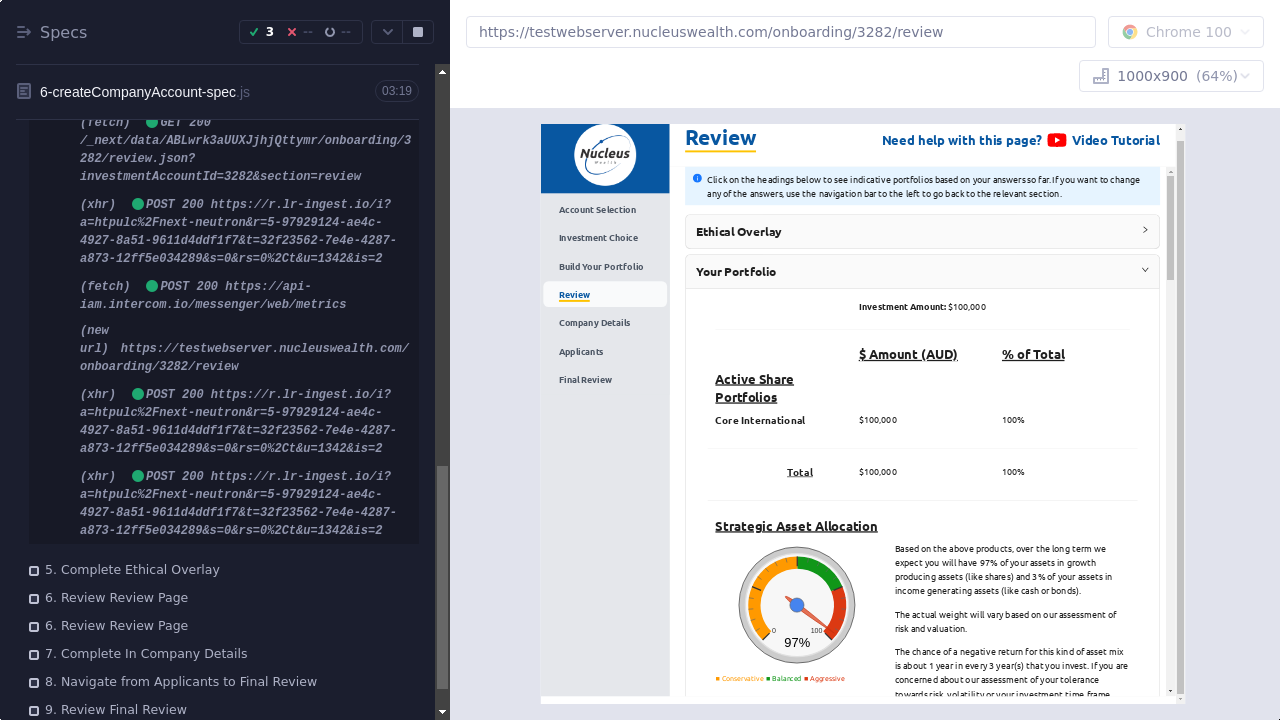 Specs
3
--
--
6-createCompanyAccount-spec.js
03:19
(fetch) GET 200
/_next/data/ABLwrk3aUUXJjhjQttymr/onboarding/3
282/review.json?
investmentAccountId=3282&section=review
(xhr) POST 200 https://r.lr-ingest.io/i?
a=htpulc%2Fnext-neutron&r=5-97929124-ae4c-
4927-8a51-9611d4ddf1f7&t=32f23562-7e4e-4287-
a873-12ff5e034289&s=0&rs=0%2Ct&u=1342&is=2
(fetch) POST 200 https://api-
iam.intercom.io/messenger/web/metrics
(new
url) https://testwebserver.nucleuswealth.com/
onboarding/3282/review
(xhr) POST 200 https://r.lr-ingest.io/i?
a=htpulc%2Fnext-neutron&r=5-97929124-ae4c-
4927-8a51-9611d4ddf1f7&t=32f23562-7e4e-4287-
a873-12ff5e034289&s=0&rs=0%2Ct&u=1342&is=2
(xhr) POST 200 https://r.lr-ingest.io/i?
a=htpulc%2Fnext-neutron&r=5-97929124-ae4c-
4927-8a51-9611d4ddf1f7&t=32f23562-7e4e-4287-
a873-12ff5e034289&s=0&rs=0%2Ct&u=1342&is=2
5. Complete Ethical Overlay
6. Review Review Page
6. Review Review Page
7. Complete In Company Details
8. Navigate from Applicants to Final Review
9. Review Final Review
https://testwebserver.nucleuswealth.com/onboarding/3282/review
Chrome 100
1000x900 (64%)
Nucleus
Wealth
Account Selection
Investment Choice
Build Your Portfolio
Review
Company Details
Applicants
Final Review
Review
Need help with this page? Video Tutorial
Click on the headings below to see indicative portfolios based on your answers so far. If you want to change
any of the answers, use the navigation bar to the left to go back to the relevant section.
Ethical Overlay
Your Portfolio
Investment Amount: $100,000
$ Amount (AUD) % of Total
Active Share
Portfolios
Core International $100,000 100%
Total $100,000 100%
Strategic Asset Allocation
0 100
97%
Conservative Balanced Aggressive
Based on the above products, over the long term we
expect you will have 97% of your assets in growth
producing assets (like shares) and 3% of your assets in
income generating assets (like cash or bonds).
The actual weight will vary based on our assessment of
risk and valuation.
The chance of a negative return for this kind of asset mix
is about 1 year in every 3 year(s) that you invest. If you are
concerned about our assessment of your tolerance
towards risk, volatility or your investment time frame